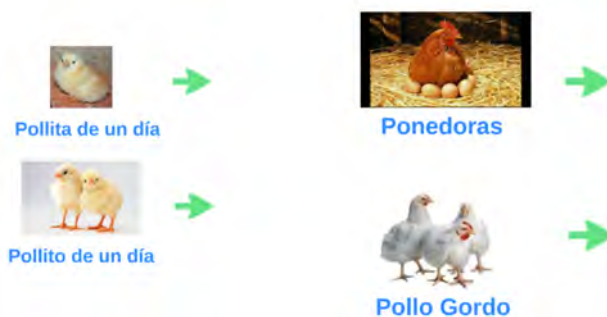 Pollita de un día
Ponedoras
Pollito de un día
Pollo Gordo